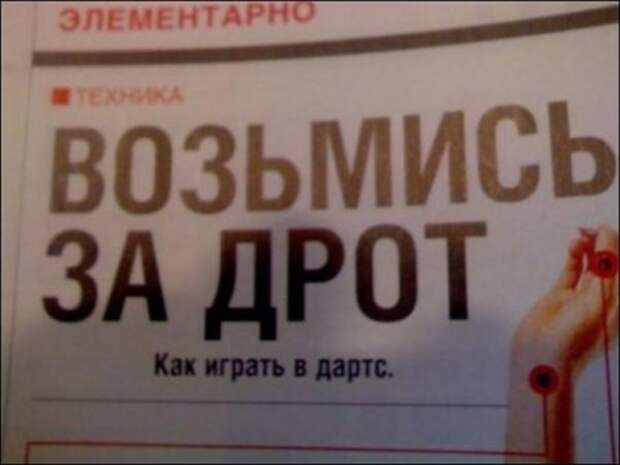 ЭЛЕМЕНТАРНО
ТЕХНИКА
ВОЗЬМИСЬ
ЗА ДРОТ
Как играть в дартс.